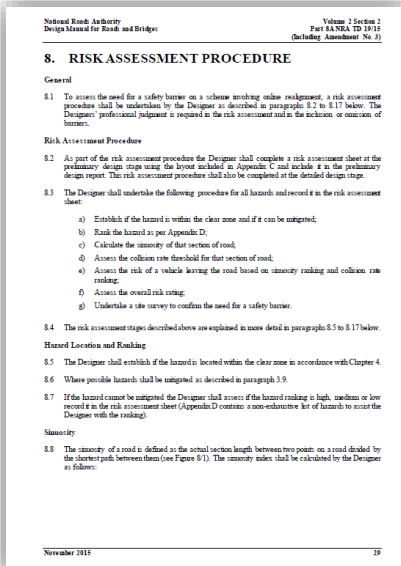 National Roads Authority
Volume 2 Section 2
Design Manual for Roads and Bridges
Part 8A NRA TD 19/15
(Including Amendment No. 3)
8. RISK ASSESSMENT PROCEDURE
General
8.1 To assess the need for a safety barrier on a scheme involving online realignment, a risk assessment
procedure shall be undertaken by the Designer as described in paragraphs 8.2 to 8.17 below. The
Designers' professional judgment is required in the risk assessment and in the inclusion or omission of
barriers.
Risk Assessment Procedure
8.2 As part of the risk assessment procedure the Designer shall complete a risk assessment sheet at the
preliminary design stage using the layout included in Appendix C and include it in the preliminary
design report. This risk assessment procedure shall also be completed at the detailed design stage.
8.3 The Designer shall undertake the following procedure for all hazards and record it in the risk assessment
sheet:
a) Establish if the hazard is within the clear zone and if it can be mitigated;
b) Rank the hazard as per Appendix D;
c) Calculate the sinuosity of that section of road;
d) Assess the collision rate threshold for that section of road;
e) Assess the risk of a vehicle leaving the road based on sinuosity ranking and collision rate
ranking;
f) Assess the overall risk rating;
g) Undertake a site survey to confirm the need for a safety barrier.
8.4 The risk assessment stages described above are explained in more detail in paragraphs 8.5 to 8.17 below.
Hazard Location and Ranking
8.5 The Designer shall establish if the hazard is located within the clear zone in accordance with Chapter 4.
8.6 Where possible hazards shall be mitigated as described in paragraph 3.9.
8.7 If the hazard cannot be mitigated the Designer shall assess if the hazard ranking is high, medium or low
record it in the risk assessment sheet (Appendix D contains a non-exhaustive list of hazards to assist the
Designer with the ranking).
Sinuosity
8.8 The sinuosity of a road is defined as the actual section length between two points on a road divided by
the shortest path between them (see Figure 8/1). The sinuosity index shall be calculated by the Designer
as follows:
November 2015
29